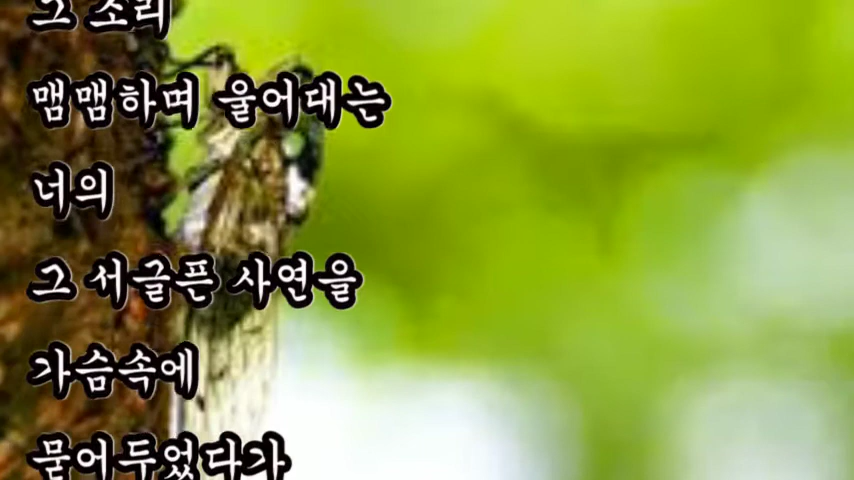 그 소리
맴맴하며 울어대는
너의
그 서글픈 사연을
가슴속에
묻어두었다가